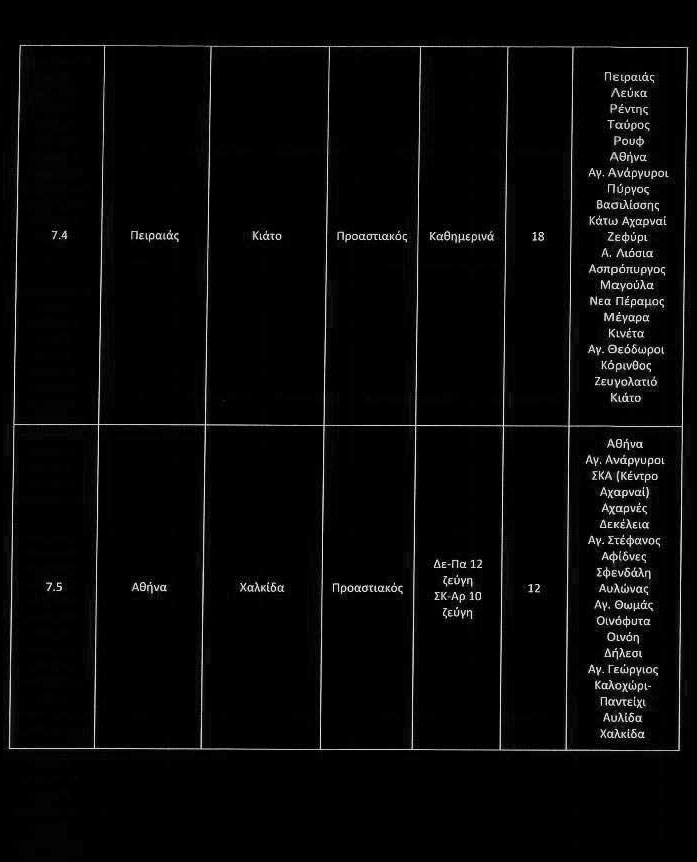 7.4
Πειραιάς
Κιάτο
Προαστιακός
Καθημερινά
18
Πειραιάς
Λεύκα
Ρέντης
Ταύρος
Ρουφ
Αθήνα
Αγ. Ανάργυροι
Πύργος
Βασιλίσσης
Κάτω Αχαρναί
Ζεφύρι
Α. Λιόσια
Ασπρόπυργος
Μαγούλα
Νεα Πέραμος
Μέγαρα
Κινέτα
Αγ. Θεόδωροι
Κόρινθος
Ζευγολατιό
Κιάτο
7.5
Αθήνα
Χαλκίδα
Προαστιακός
Δε-Πα 12
ζεύγη
ΣΚ-Αρ 10
ζεύγη
12
Αθήνα
Αγ. Ανάργυροι
ΣΚΑ (Κέντρο
Αχαρναί)
Αχαρνές
Δεκέλεια
Αγ. Στέφανος
Αφίδνες
Σφενδάλη
Αυλώνας
Αγ. Θωμάς
Οινόφυτα
Οινόη
Δήλεσι
Αγ. Γεώργιος
Καλοχώρι-
Παντείχι
Αυλίδα
Χαλκίδα